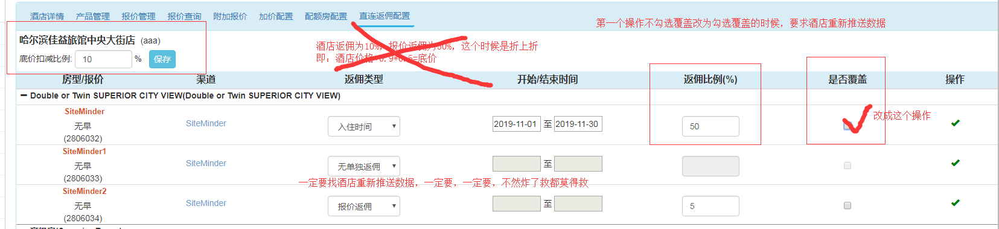 酒店详情 产品管理 报价管理 报价查询 附加报价 加价配置 配额房配置 直连返佣配置
第一个操作不勾选覆盖改为勾选覆盖的时候，要求酒店重新推送数据
哈尔滨佳益旅馆中央大街店 (aaa)
酒店返佣为10%，报价返佣为50%，这个时候是折上折
底价扣减比例: 10 % 保存
即：酒店价格*0.9*0.5=底价
房型/报价 渠道 返佣类型 开始/结束时间 返佣比例(%) 是否覆盖 操作
Double or Twin SUPERIOR CITY VIEW(Double or Twin SUPERIOR CITY VIEW)
SiteMinder
改成这个操作
无早 SiteMinder 入住时间 2019-11-01 至 2019-11-30 50
(2806032)
SiteMinder1
无早 SiteMinder 无单独返佣 至
(2806033)
一定要找酒店重新推送数据，一定要，一定要，不然炸了救都莫得救
SiteMinder2
无早 SiteMinder 报价返佣 至 5
(2806034)